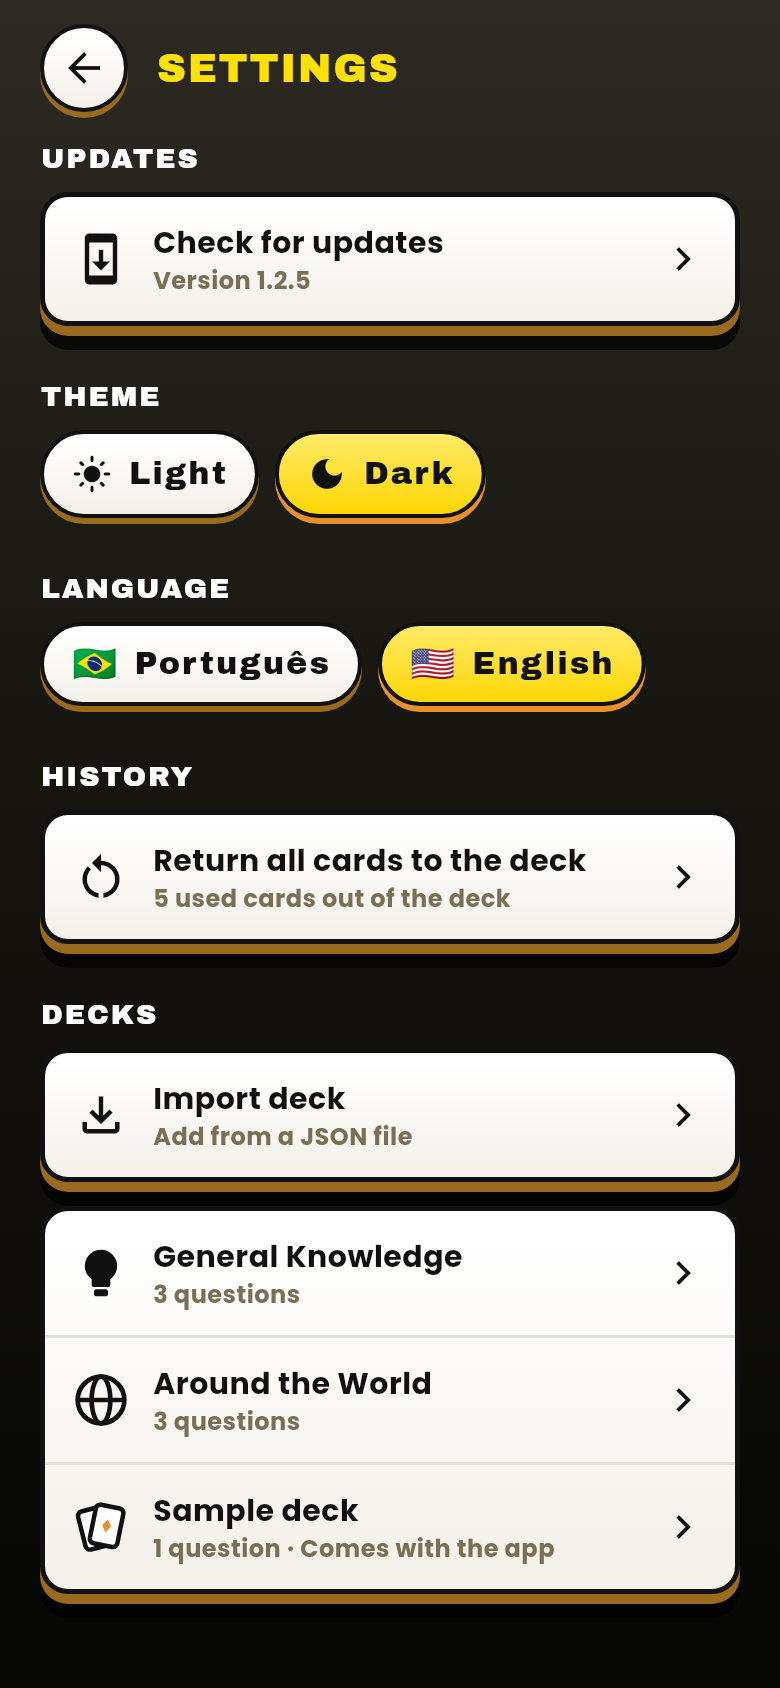 SETTINGS
UPDATES
Check for updates
Version 1.2.5
THEME
Light
Dark
LANGUAGE
Português
English
HISTORY
Return all cards to the deck
5 used cards out of the deck
DECKS
Import deck
Add from a JSON file
General Knowledge
3 questions
Around the World
3 questions
Sample deck
1 question · Comes with the app